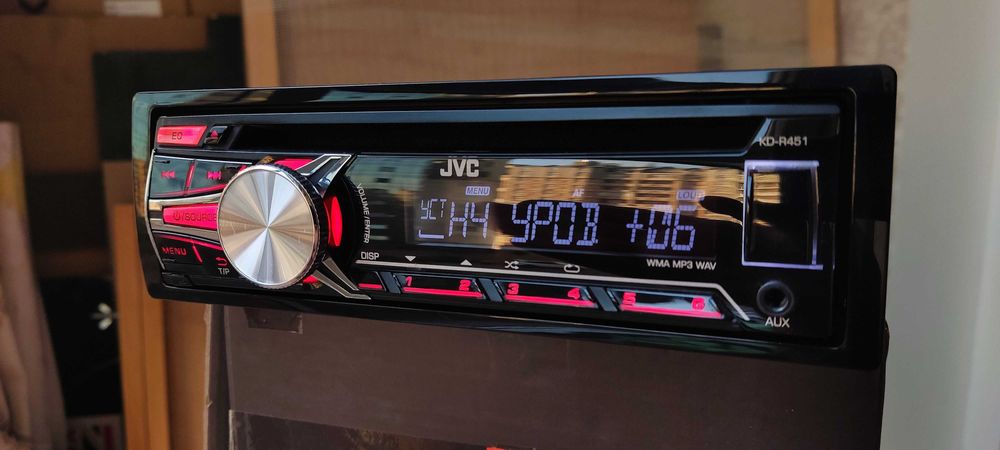 EQ
KD-R451
JVC
MENU AF LOUD
УСТ НЧ УРОВ +06
VOLUME/ENTER
⏻/SOURCE
MENU
T/P
DISP
WMA MP3 WAV
1 2 3 4 5 6
AUX